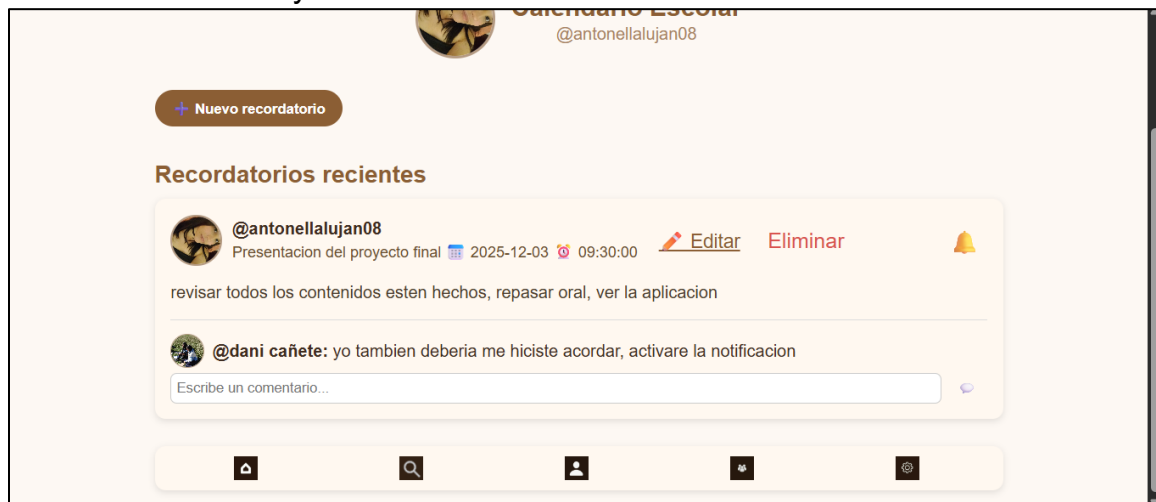 Calendario Escolar
@antonellalujan08
Nuevo recordatorio
Recordatorios recientes
@antonellalujan08
Presentacion del proyecto final 2025-12-03 09:30:00 Editar Eliminar
revisar todos los contenidos esten hechos, repasar oral, ver la aplicacion
@dani cañete: yo tambien deberia me hiciste acordar, activare la notificacion
Escribe un comentario...